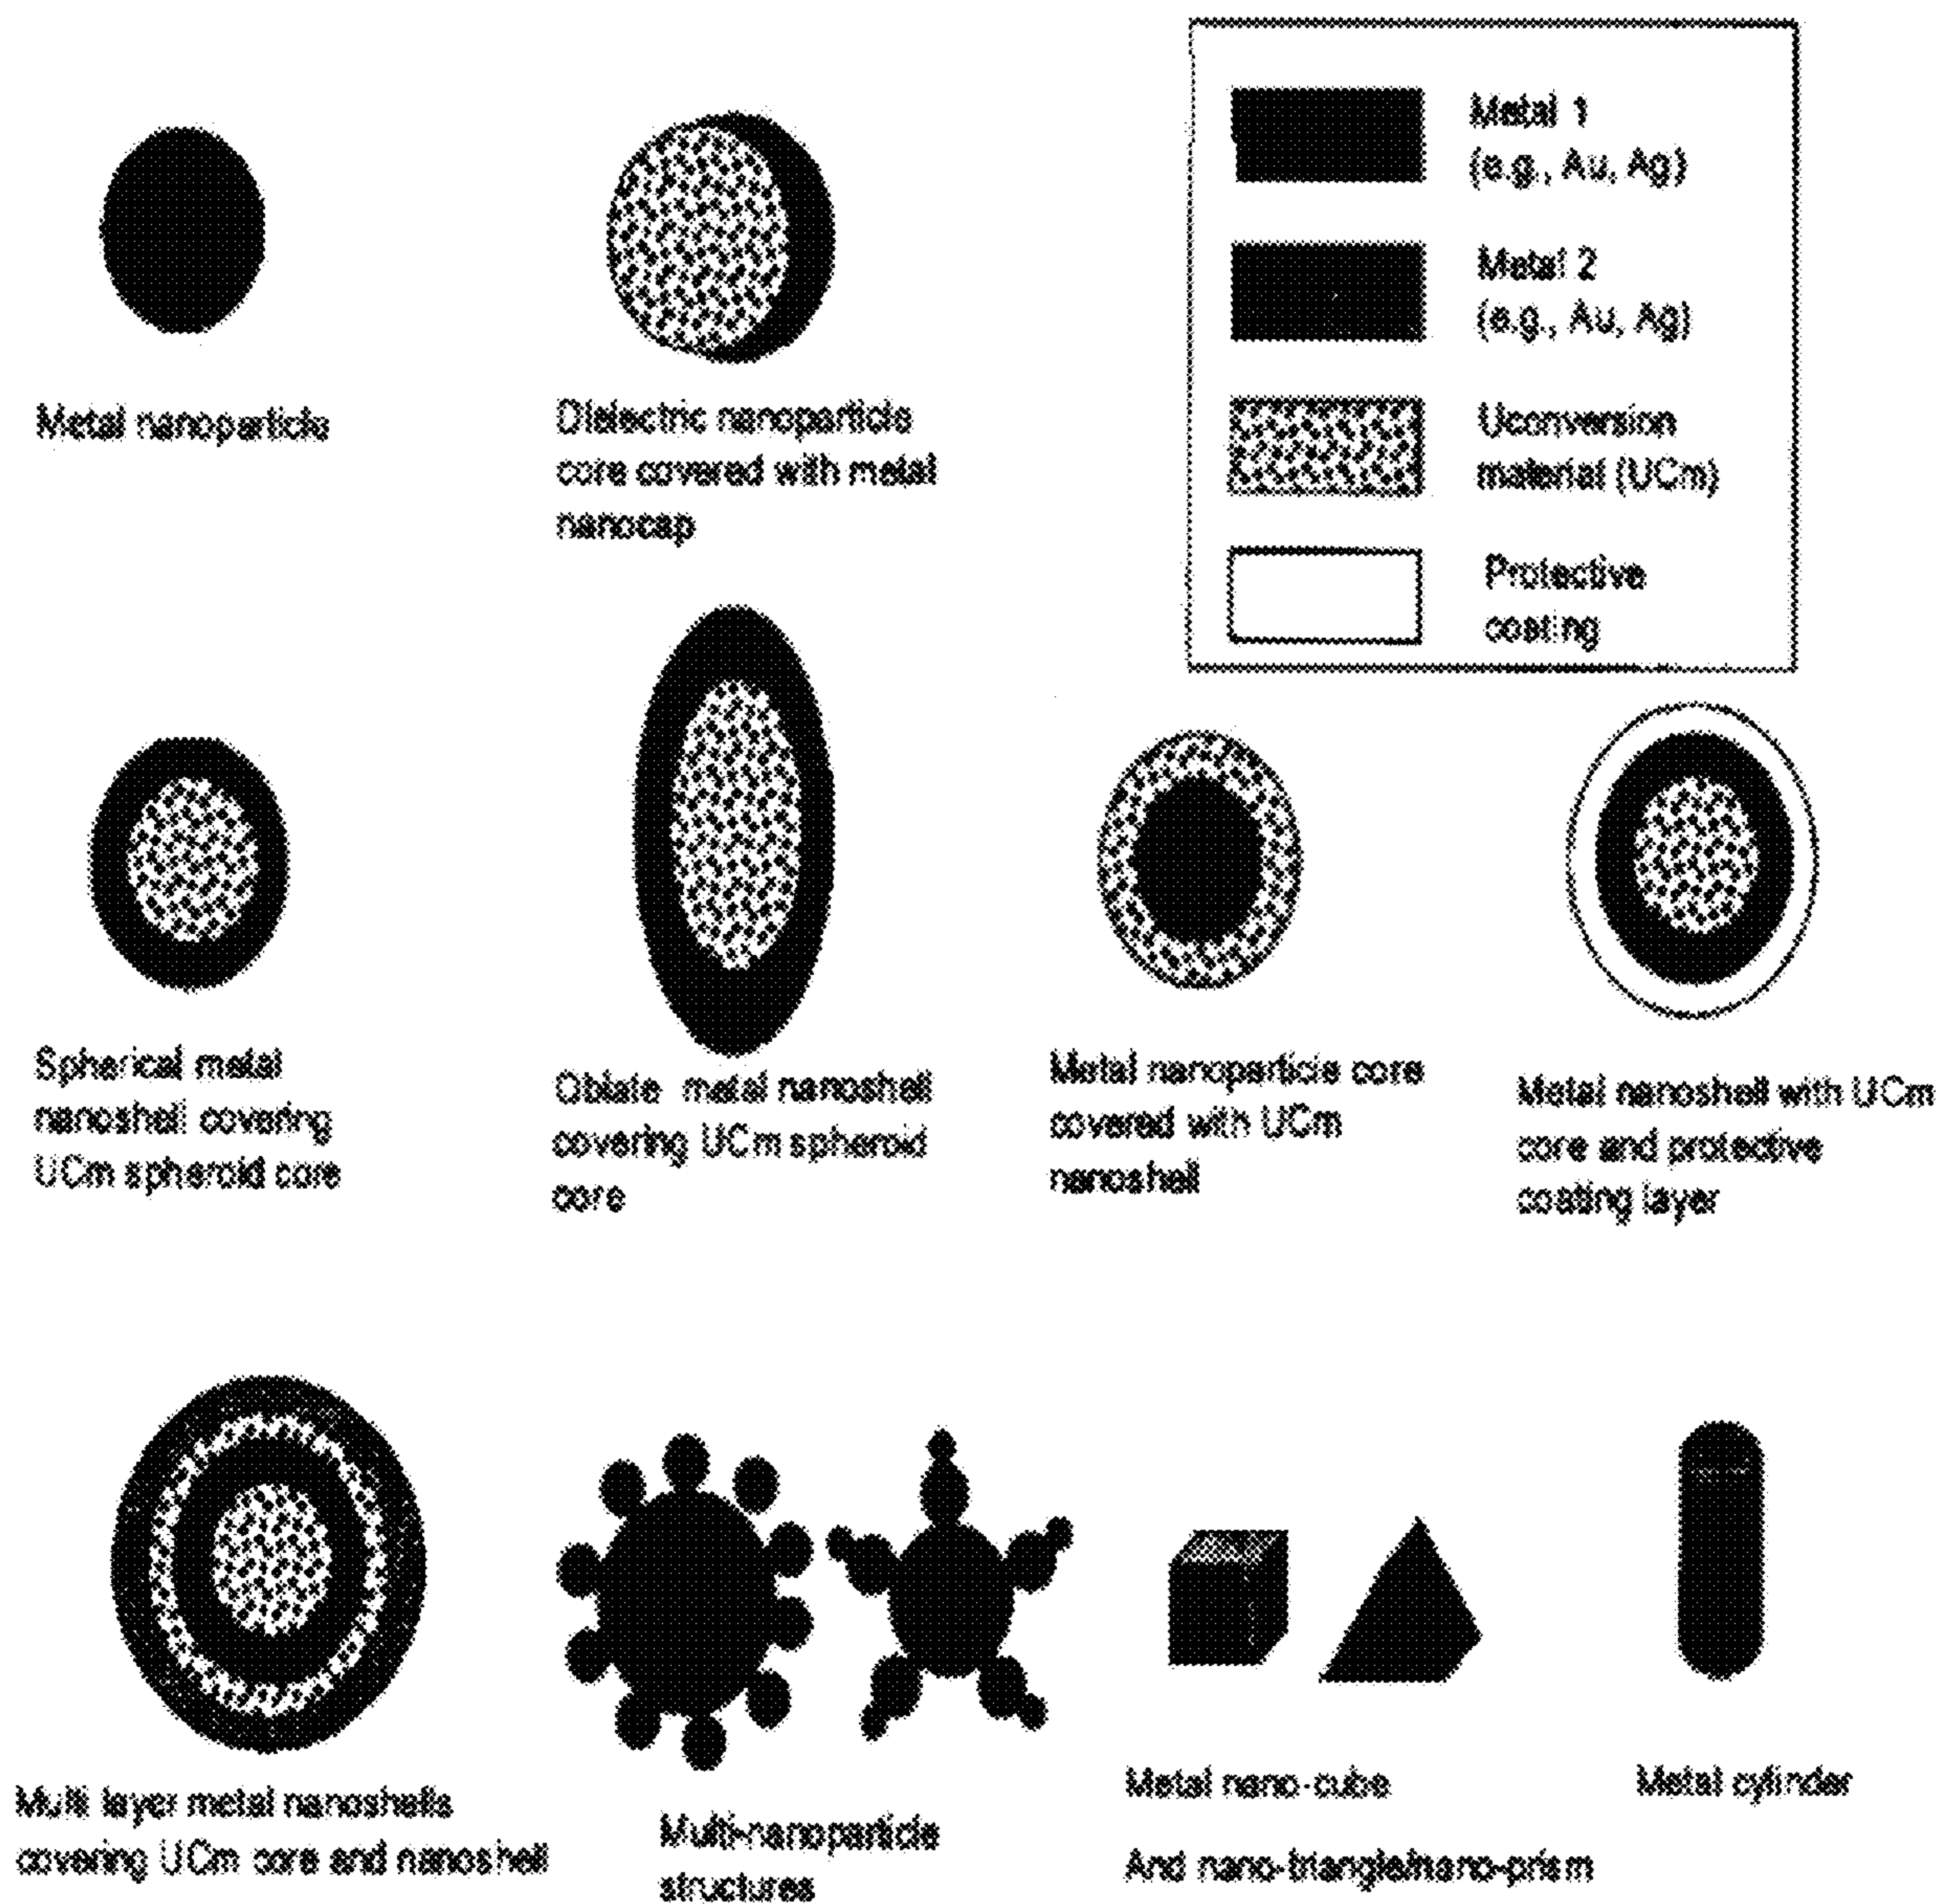 Metal 1
(e.g., Au, Ag)
Metal 2
(e.g., Au, Ag)
Uconversion
material (UCm)
Protective
coating
Metal nanoparticle
Dielectric nanoparticle
core covered with metal
nanocap
Spherical metal
nanoshell covering
UCm spheroid core
Oblate metal nanoshell
covering UCm spheroid
core
Metal nanoparticle core
covered with UCm
nanoshell
Metal nanoshell with UCm
core and protective
coating layer
Multi layer metal nanoshells
covering UCm core and nanoshell
Multi-nanoparticle
structures
Metal nano-cube
And nano-triangle/nano-prism
Metal cylinder